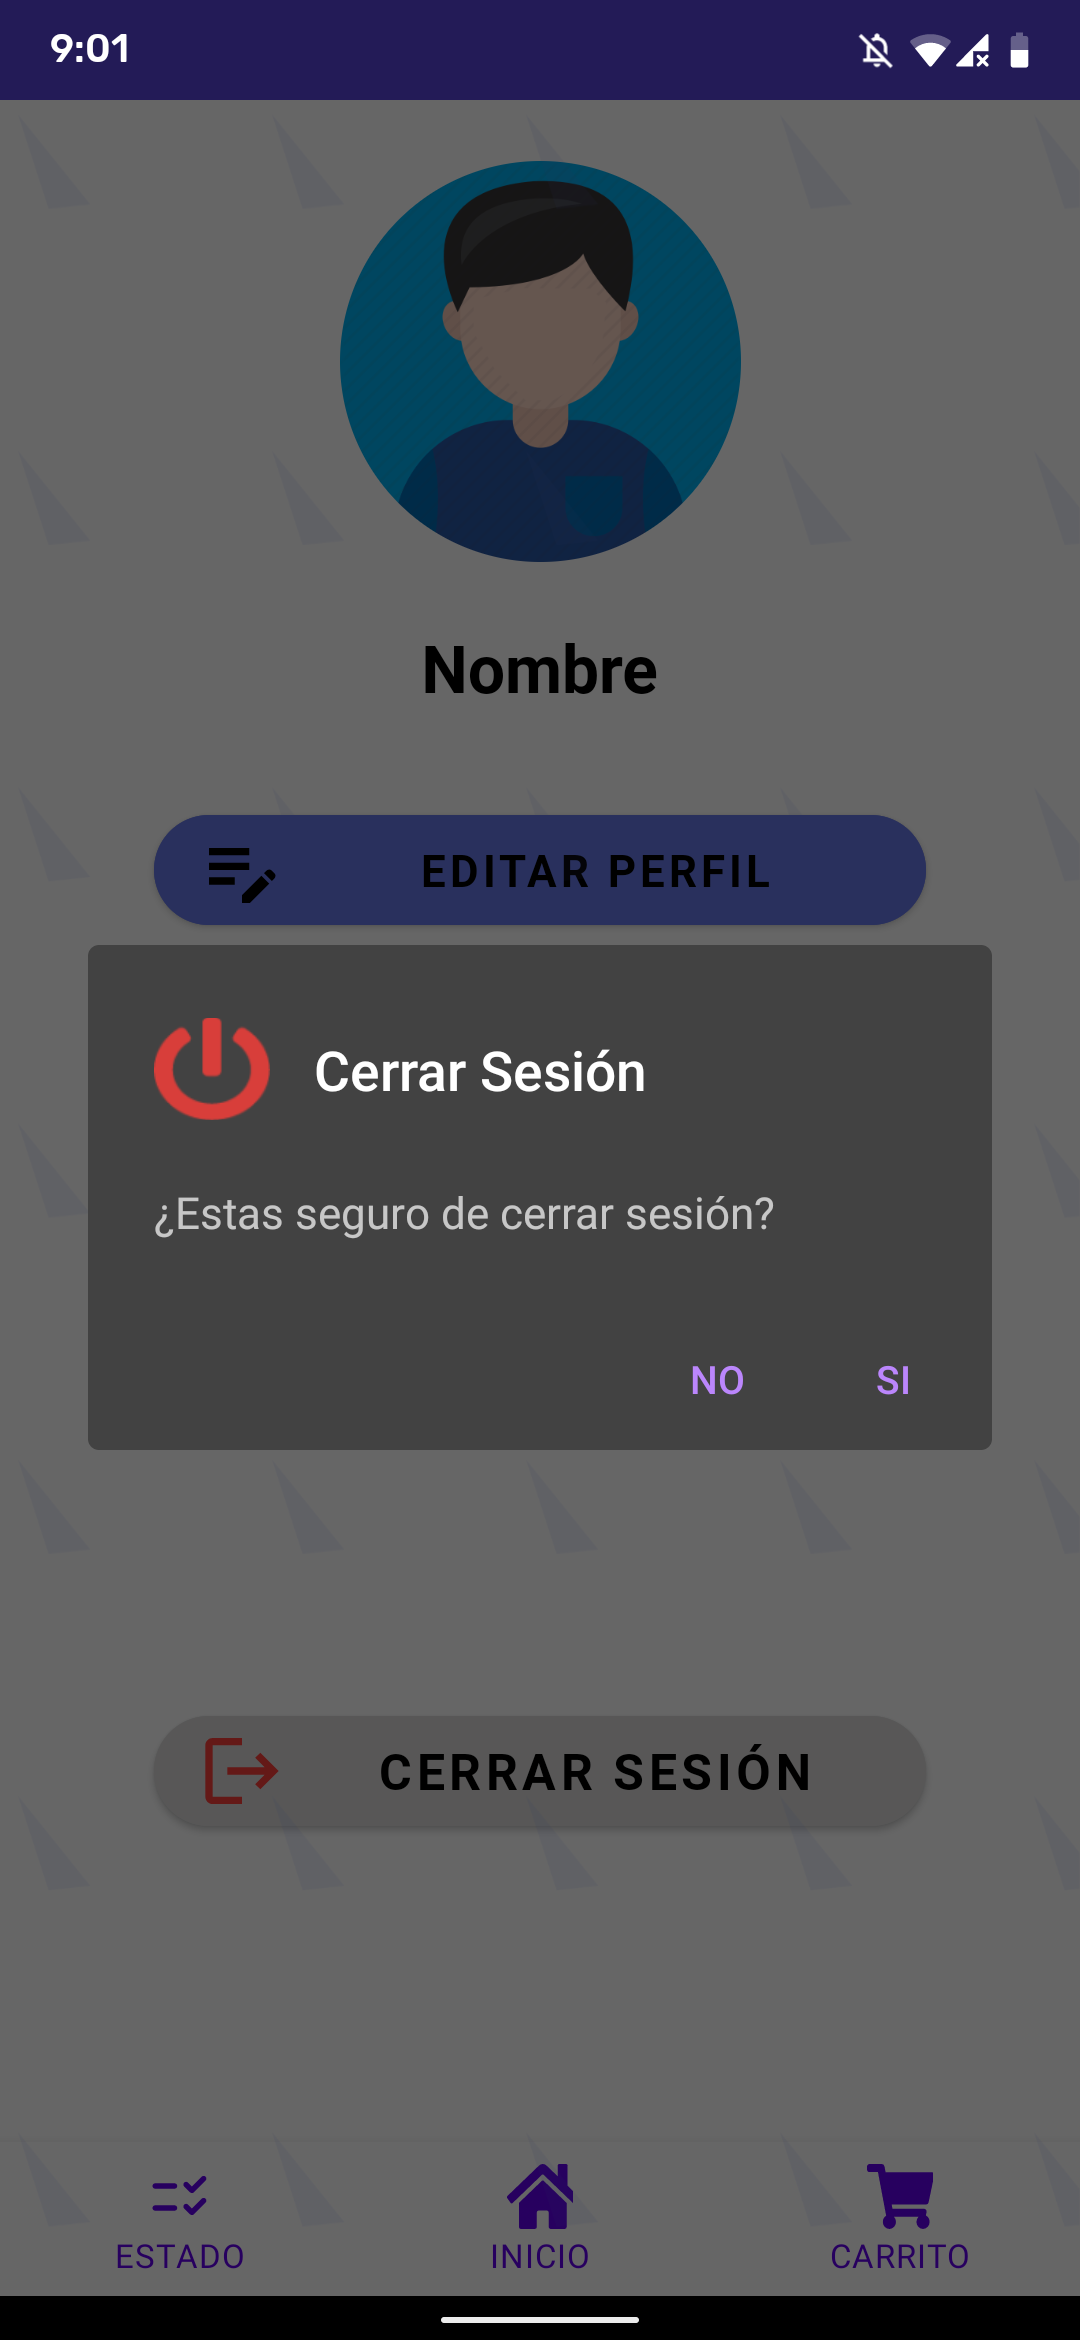 9:01
Nombre
EDITAR PERFIL
Cerrar Sesión
¿Estas seguro de cerrar sesión?
NO SI
CERRAR SESIÓN
ESTADO INICIO CARRITO